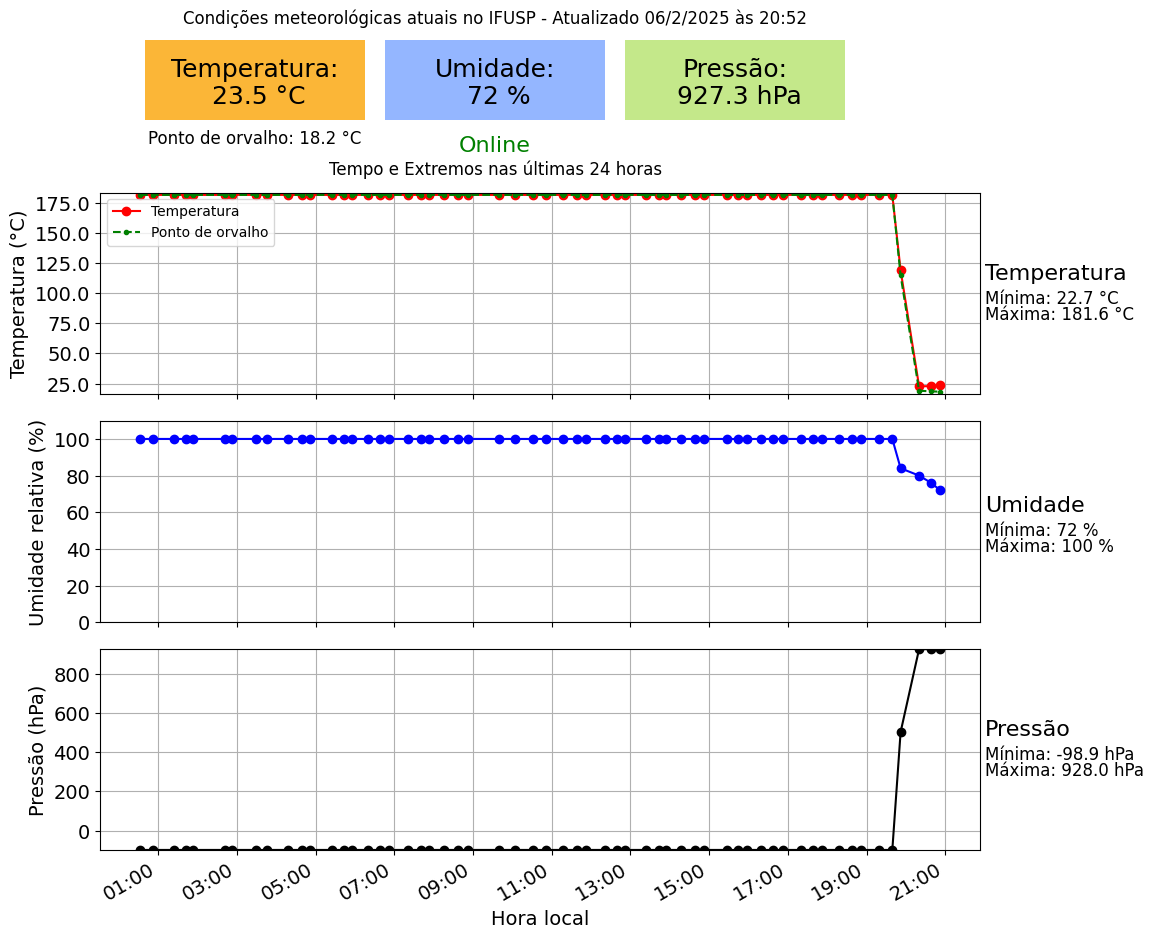 Condições meteorológicas atuais no IFUSP - Atualizado 06/2/2025 às 20:52
Temperatura:
23.5 °C
Umidade:
72 %
Pressão:
927.3 hPa
Ponto de orvalho: 18.2 °C
Online
Tempo e Extremos nas últimas 24 horas
Temperatura (°C)
175.0
150.0
125.0
100.0
75.0
50.0
25.0
Temperatura
Ponto de orvalho
Temperatura
Mínima: 22.7 °C
Máxima: 181.6 °C
Umidade relativa (%)
100
80
60
40
20
0
Umidade
Mínima: 72 %
Máxima: 100 %
Pressão (hPa)
800
600
400
200
0
Pressão
Mínima: -98.9 hPa
Máxima: 928.0 hPa
01:00 03:00 05:00 07:00 09:00 11:00 13:00 15:00 17:00 19:00 21:00
Hora local